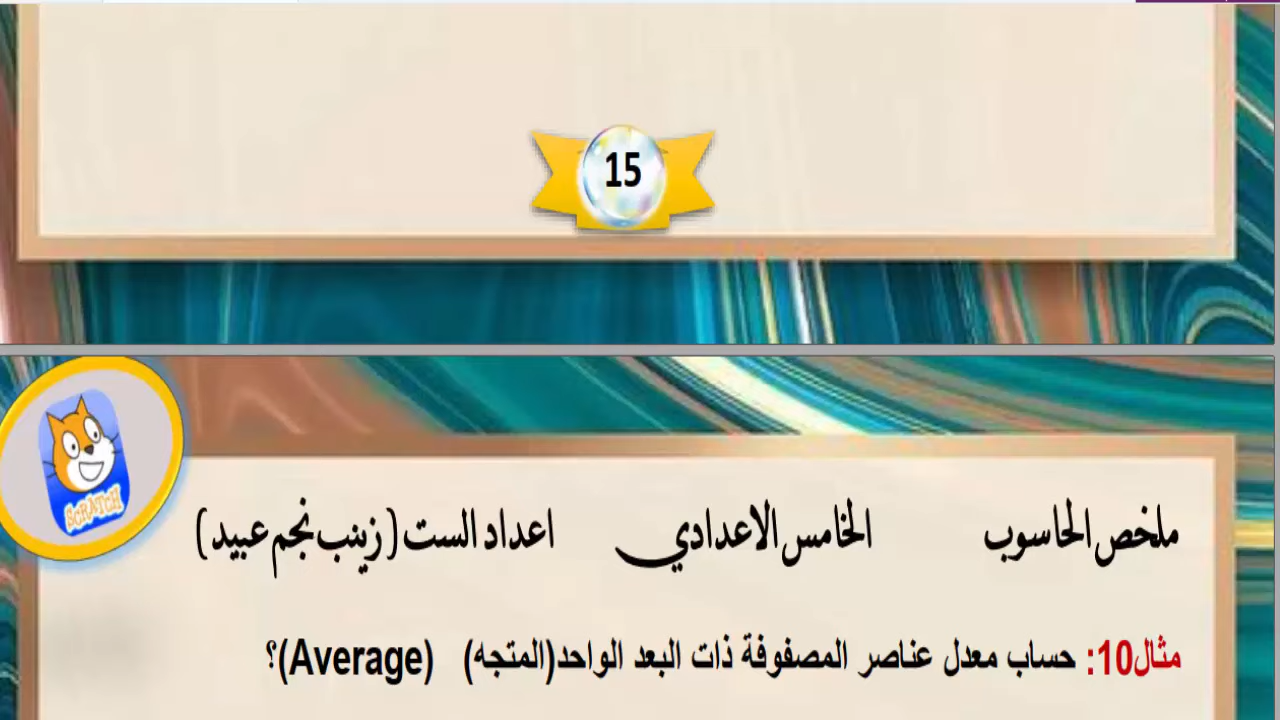 15
SCRATCH
ملخص الحاسوب الخامس الاعدادي اعداد الست (زينب نجم عبيد)
مثال10: حساب معدل عناصر المصفوفة ذات البعد الواحد(المتجه) (Average)؟